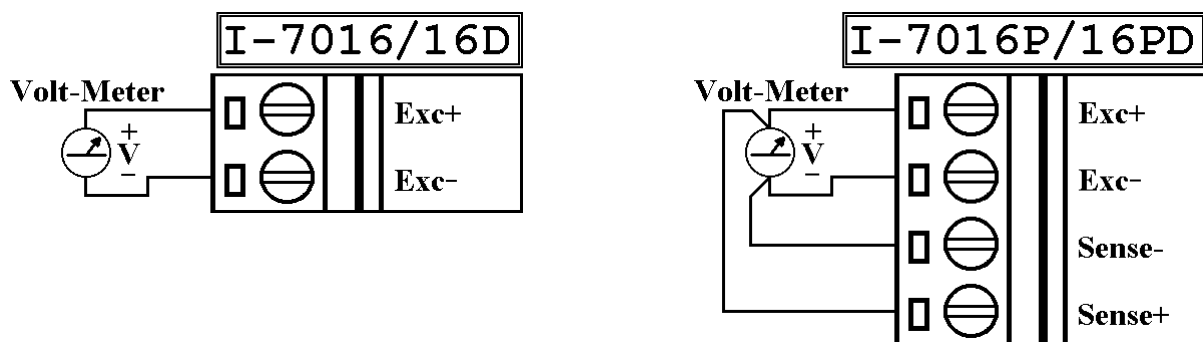 I-7016/16D
Volt-Meter
+
V
−
Exc+
Exc-
I-7016P/16PD
Volt-Meter
+
V
−
Exc+
Exc-
Sense-
Sense+